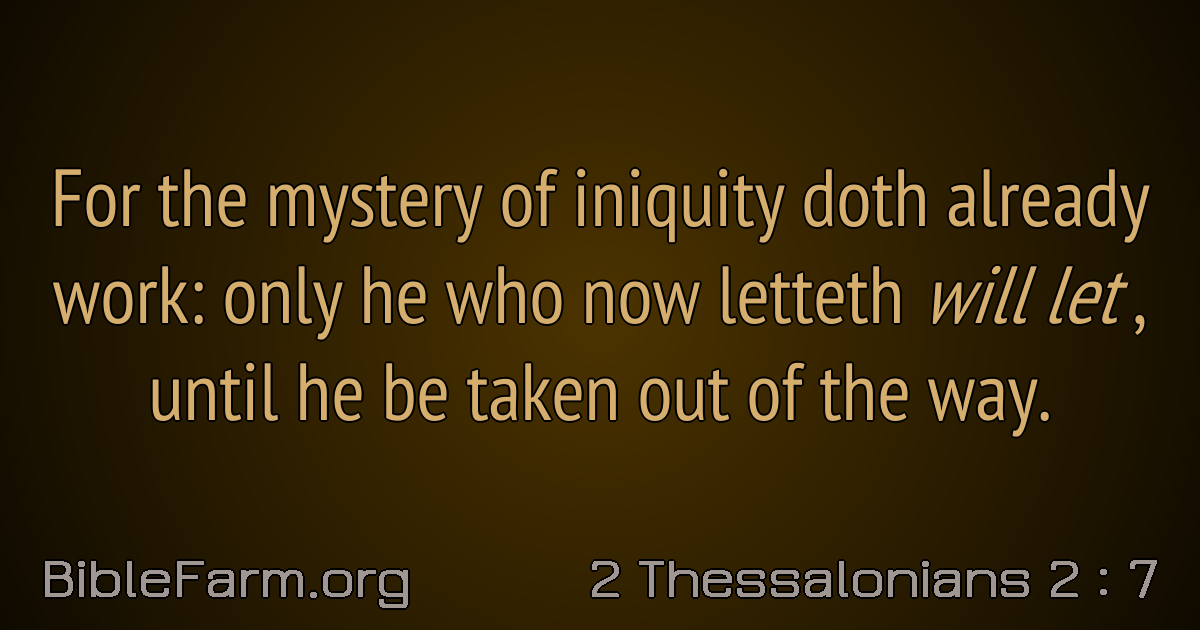 For the mystery of iniquity doth already
work: only he who now letteth will let ,
until he be taken out of the way.
BibleFarm.org 2 Thessalonians 2 : 7